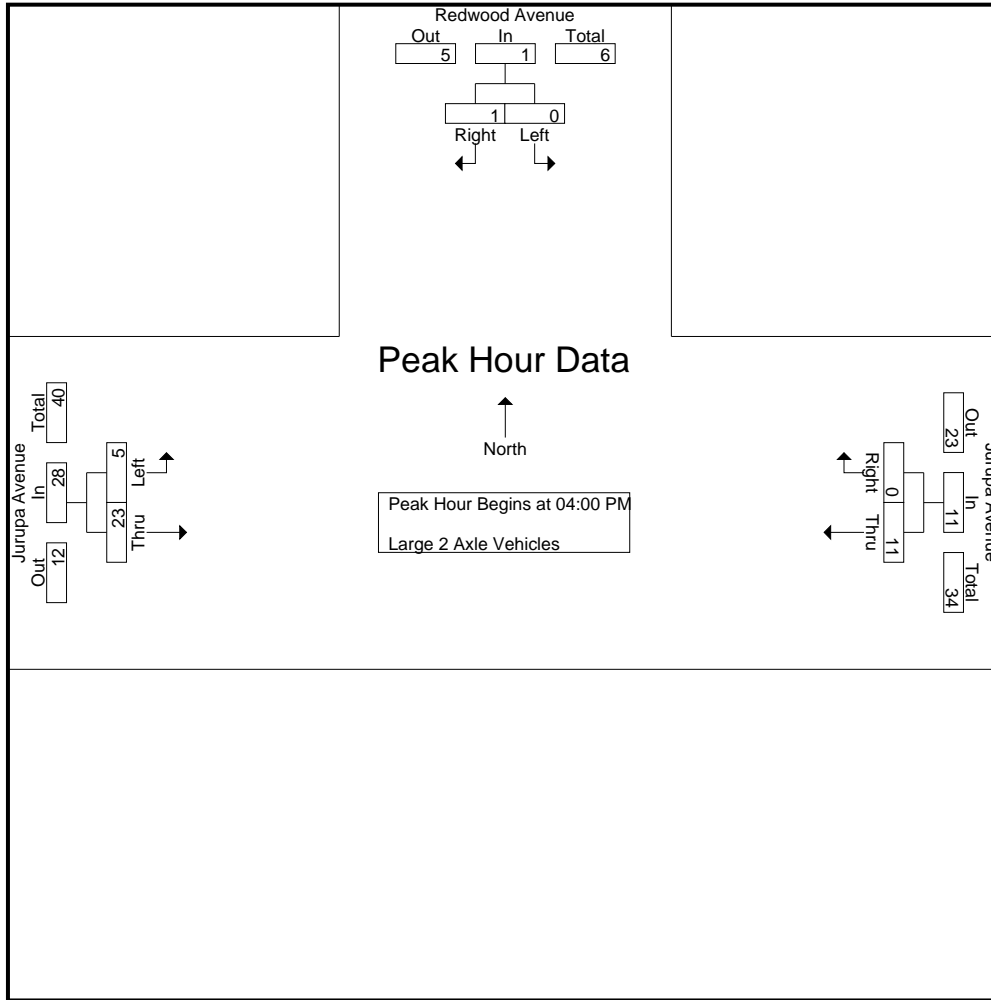 Redwood Avenue
Out In Total
5 1 6
1 0
Right Left
Peak Hour Data
North
Peak Hour Begins at 04:00 PM
Large 2 Axle Vehicles
Jurupa Avenue
Out In Total
12 28 40
5 23
Left Thru
Jurupa Avenue
Out In Total
23 11 34
0 11
Right Thru